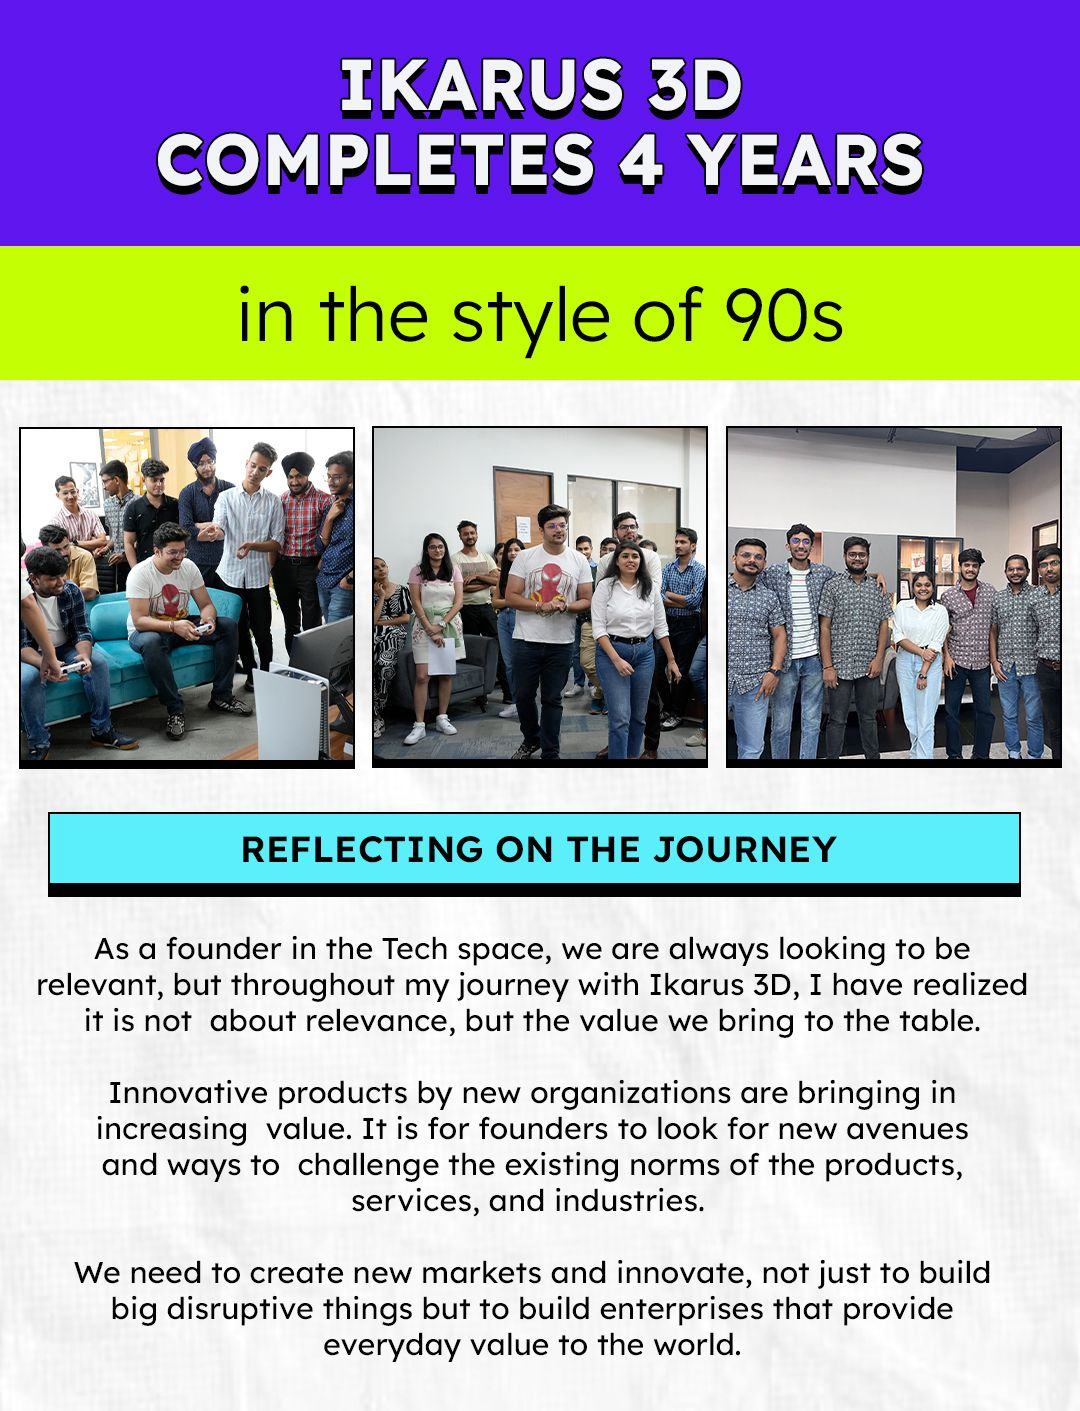 IKARUS 3D
COMPLETES 4 YEARS
in the style of 90s
REFLECTING ON THE JOURNEY
As a founder in the Tech space, we are always looking to be
relevant, but throughout my journey with Ikarus 3D, I have realized
it is not about relevance, but the value we bring to the table.
Innovative products by new organizations are bringing in
increasing value. It is for founders to look for new avenues
and ways to challenge the existing norms of the products,
services, and industries.
We need to create new markets and innovate, not just to build
big disruptive things but to build enterprises that provide
everyday value to the world.